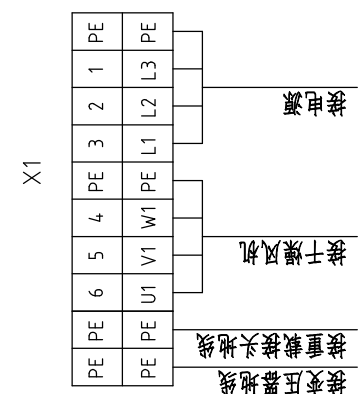 X1
PE PE
1 L3
2 L2
3 L1
接电源
PE PE
4 W1
5 V1
6 U1
接干燥风机
PE PE
接重载接头地线
PE PE
接变压器地线